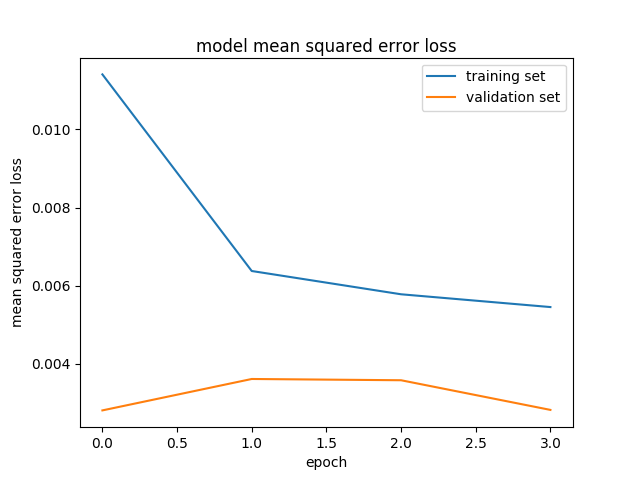 model mean squared error loss
training set
validation set
0.010
0.008
0.006
0.004
mean squared error loss
0.0 0.5 1.0 1.5 2.0 2.5 3.0
epoch